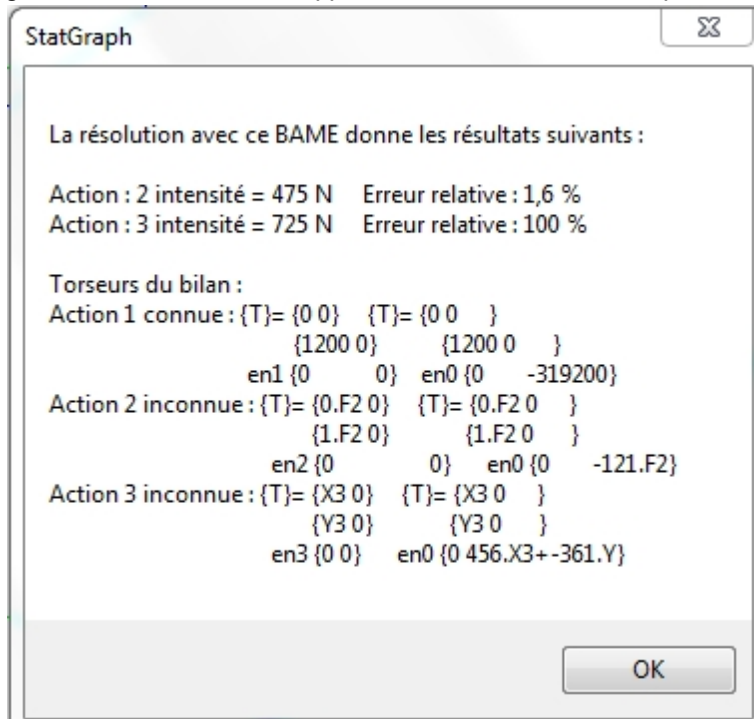 StatGraph
La résolution avec ce BAME donne les résultats suivants :
Action : 2 intensité = 475 N Erreur relative : 1,6 %
Action : 3 intensité = 725 N Erreur relative : 100 %
Torseurs du bilan :
Action 1 connue : {T}= {0 0} {T}= {0 0 }
{1200 0} {1200 0 }
en1 {0 0} en0 {0 -319200}
Action 2 inconnue : {T}= {0.F2 0} {T}= {0.F2 0 }
{1.F2 0} {1.F2 0 }
en2 {0 0} en0 {0 -121.F2}
Action 3 inconnue : {T}= {X3 0} {T}= {X3 0 }
{Y3 0} {Y3 0 }
en3 {0 0} en0 {0 456.X3+-361.Y}
OK